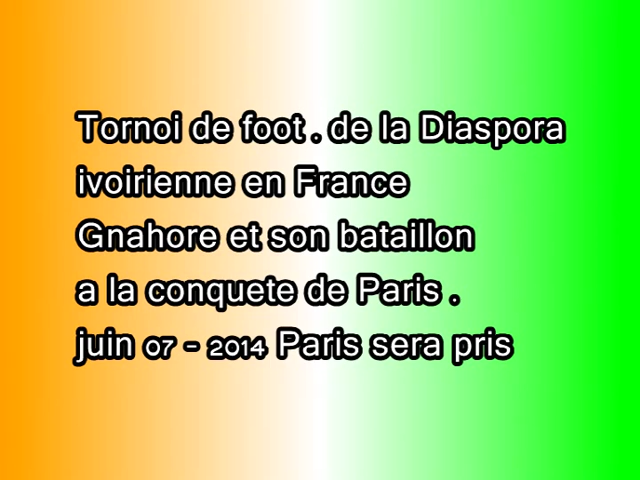 Tornoi de foot . de la Diaspora
ivoirienne en France
Gnahore et son bataillon
a la conquete de Paris .
juin 07 - 2014 Paris sera pris